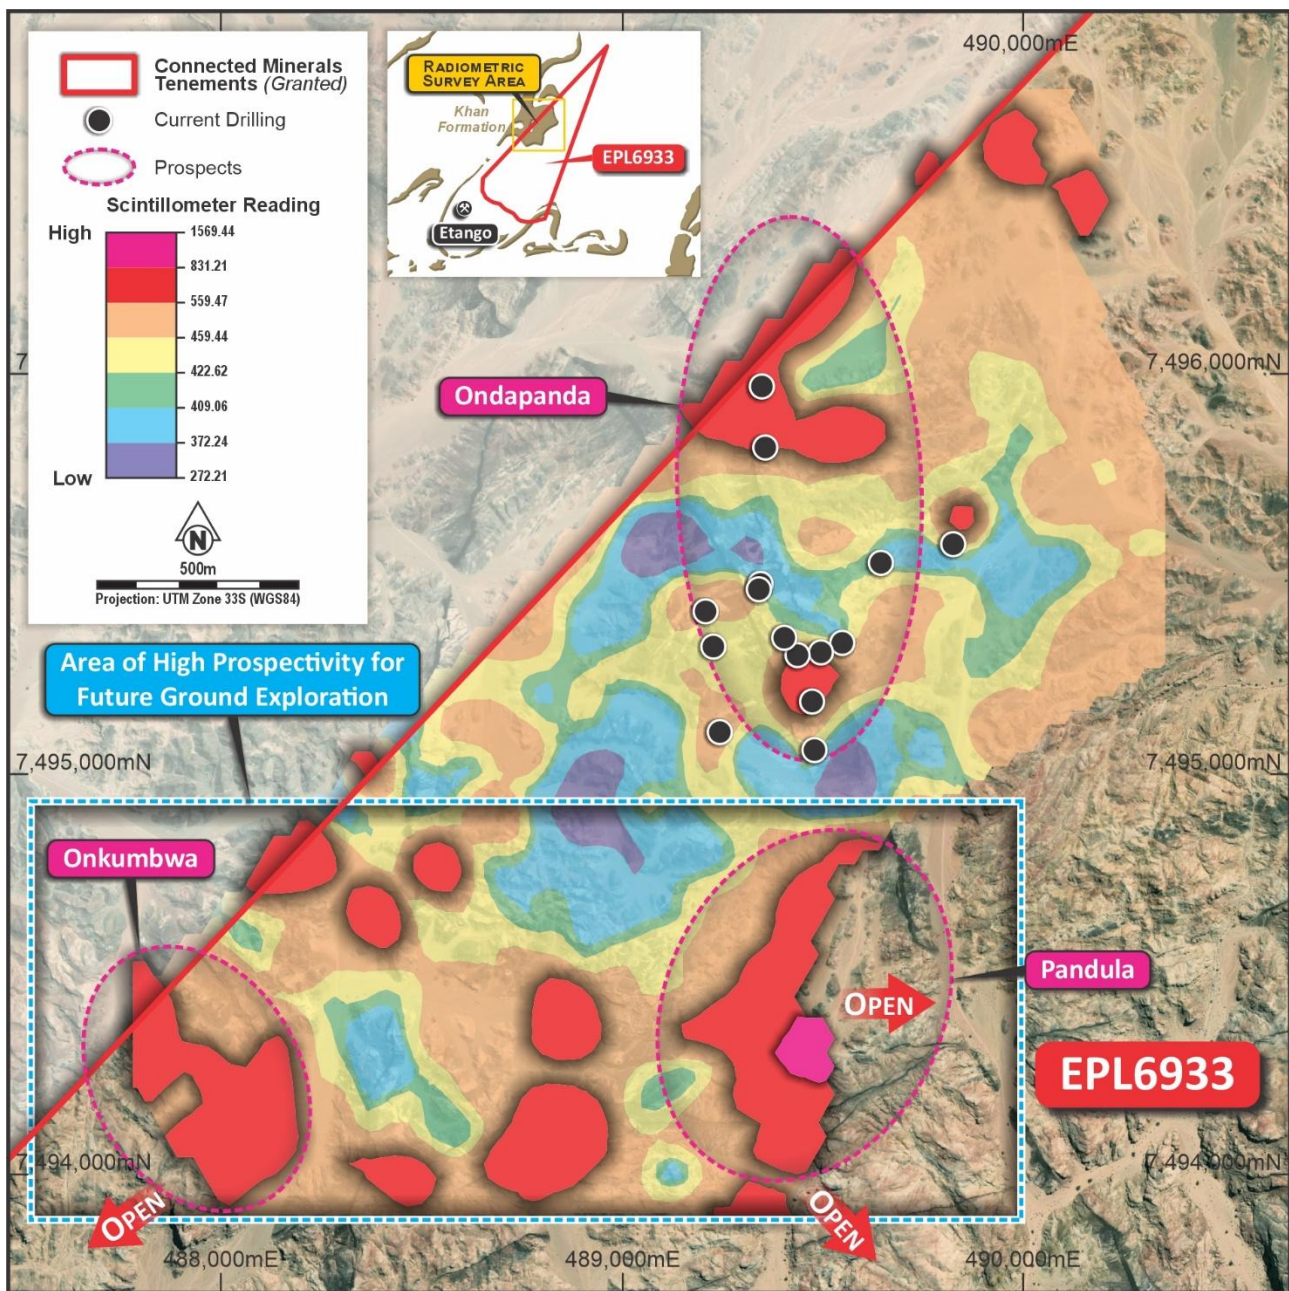 Connected Minerals
Tenements (Granted)
Current Drilling
Prospects
Scintillometer Reading
High
1569.44
831.21
559.47
459.44
422.62
409.06
372.24
272.21
Low
N
500m
Projection: UTM Zone 33S (WGS84)
RADIOMETRIC
SURVEY AREA
Khan
Formation
EPL6933
Etango
490,000mE
7
7,496,000mN
Ondapanda
Area of High Prospectivity for
Future Ground Exploration
7,495,000mN
7,495,000mN
Onkumbwa
Pandula
OPEN
EPL6933
7,494,000mN
7,494,000mN
OPEN
OPEN
488,000mE
489,000mE
490,000mE